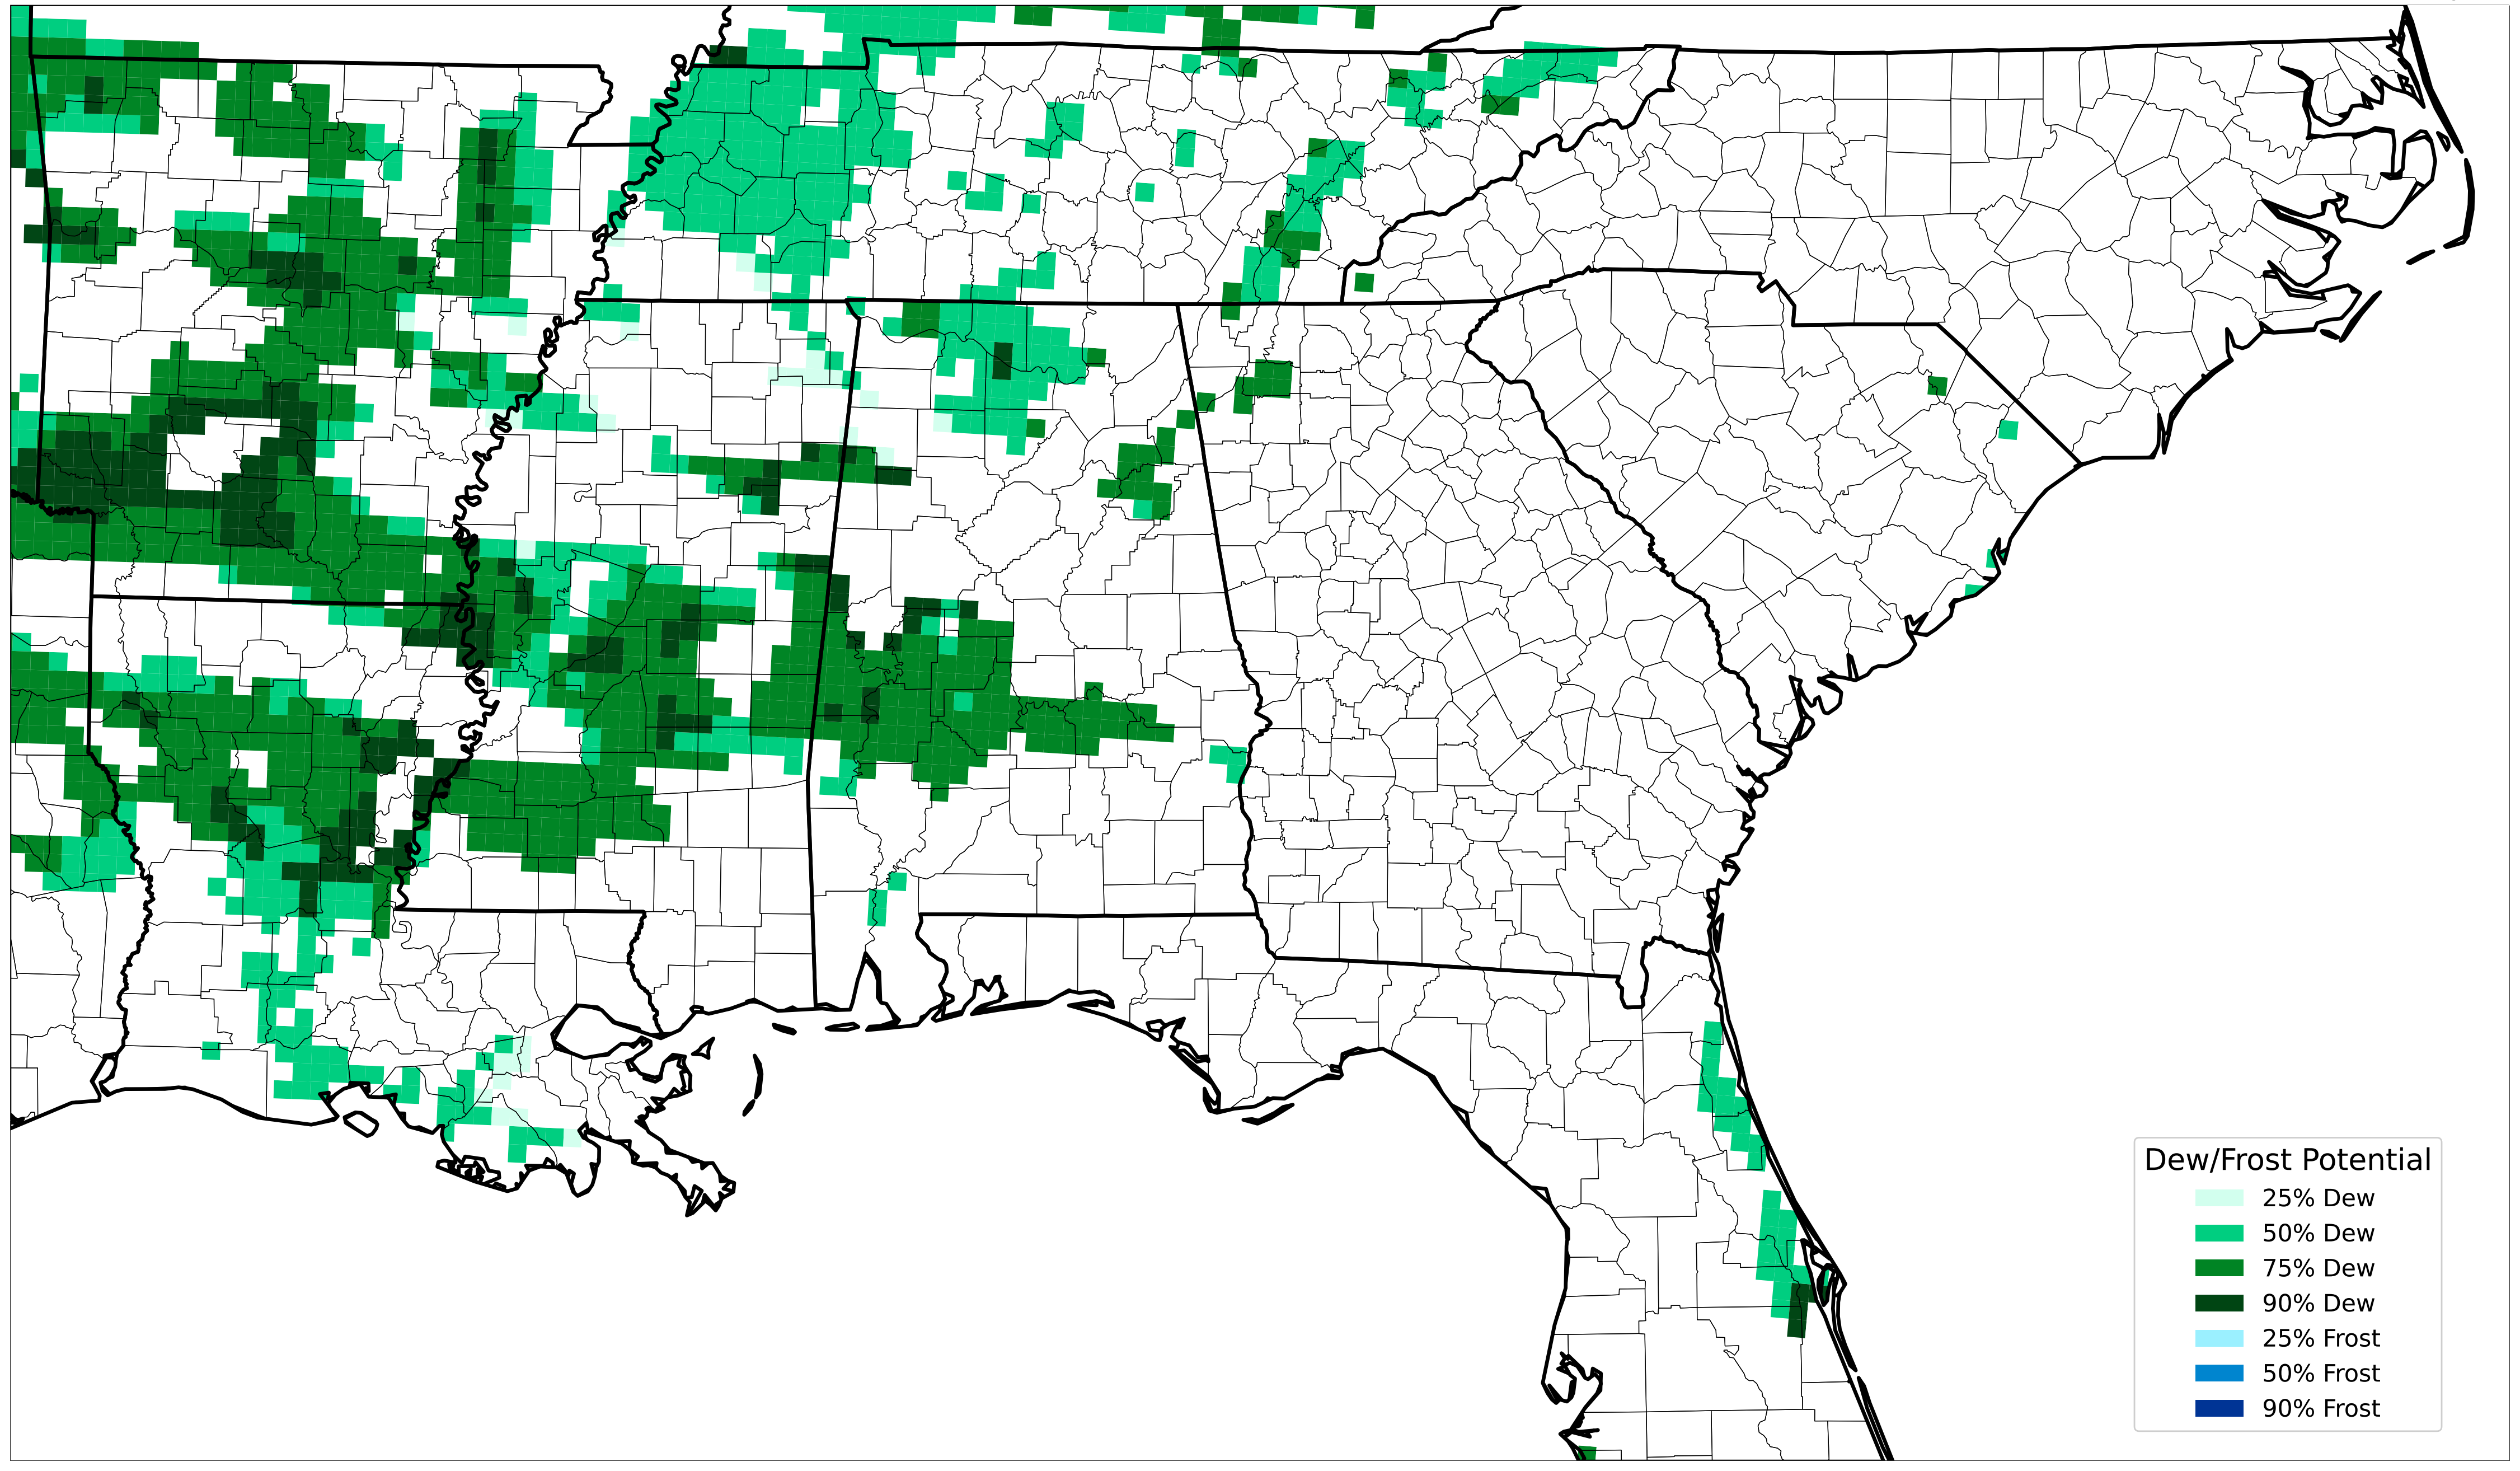 Dew/Frost Potential
25% Dew
50% Dew
75% Dew
90% Dew
25% Frost
50% Frost
90% Frost